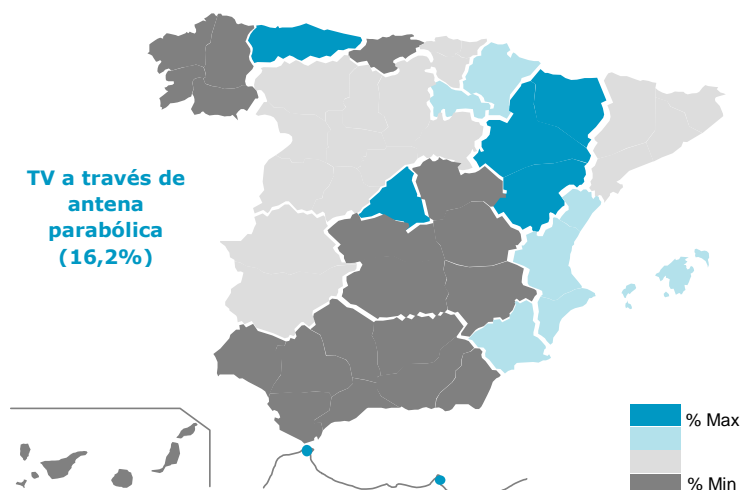 TV a través de
antena
parabólica
(16,2%)
% Max
% Min